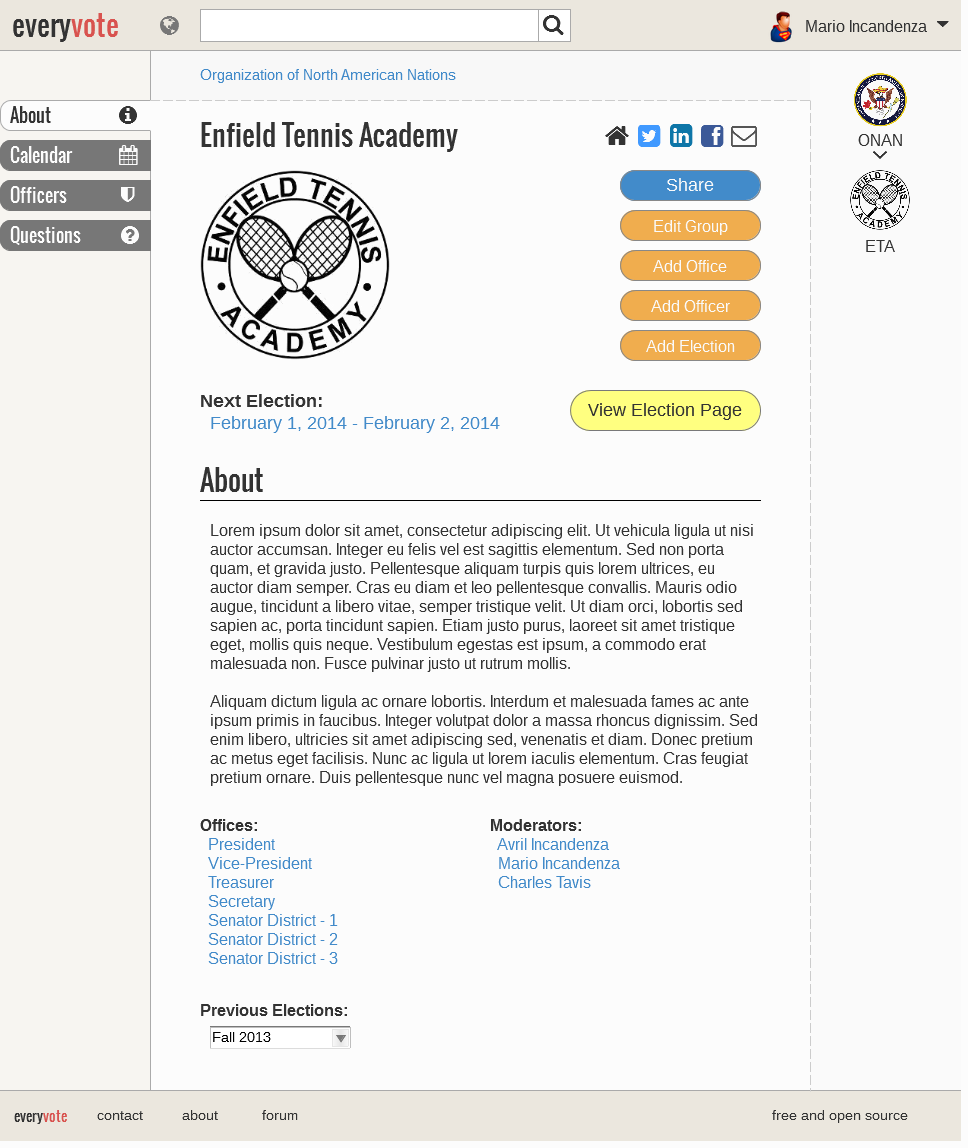 everyvote
Mario Incandenza
Organization of North American Nations
About
Calendar
Officers
Questions
Enfield Tennis Academy
ENFIELD TENNIS
ACADEMY
Share
Edit Group
Add Office
Add Officer
Add Election
Next Election:
February 1, 2014 - February 2, 2014
View Election Page
About
Lorem ipsum dolor sit amet, consectetur adipiscing elit. Ut vehicula ligula ut nisi
auctor accumsan. Integer eu felis vel est sagittis elementum. Sed non porta
quam, et gravida justo. Pellentesque aliquam turpis quis lorem ultrices, eu
auctor diam semper. Cras eu diam et leo pellentesque convallis. Mauris odio
augue, tincidunt a libero vitae, semper tristique velit. Ut diam orci, lobortis sed
sapien ac, porta tincidunt sapien. Etiam justo purus, laoreet sit amet tristique
eget, mollis quis neque. Vestibulum egestas est ipsum, a commodo erat
malesuada non. Fusce pulvinar justo ut rutrum mollis.
Aliquam dictum ligula ac ornare lobortis. Interdum et malesuada fames ac ante
ipsum primis in faucibus. Integer volutpat dolor a massa rhoncus dignissim. Sed
enim libero, ultricies sit amet adipiscing sed, venenatis et diam. Donec pretium
ac metus eget facilisis. Nunc ac ligula ut lorem iaculis elementum. Cras feugiat
pretium ornare. Duis pellentesque nunc vel magna posuere euismod.
Offices:
President
Vice-President
Treasurer
Secretary
Senator District - 1
Senator District - 2
Senator District - 3
Moderators:
Avril Incandenza
Mario Incandenza
Charles Tavis
Previous Elections:
Fall 2013
ONAN
ENFIELD TENNIS
ACADEMY
ETA
everyvote
contact
about
forum
free and open source